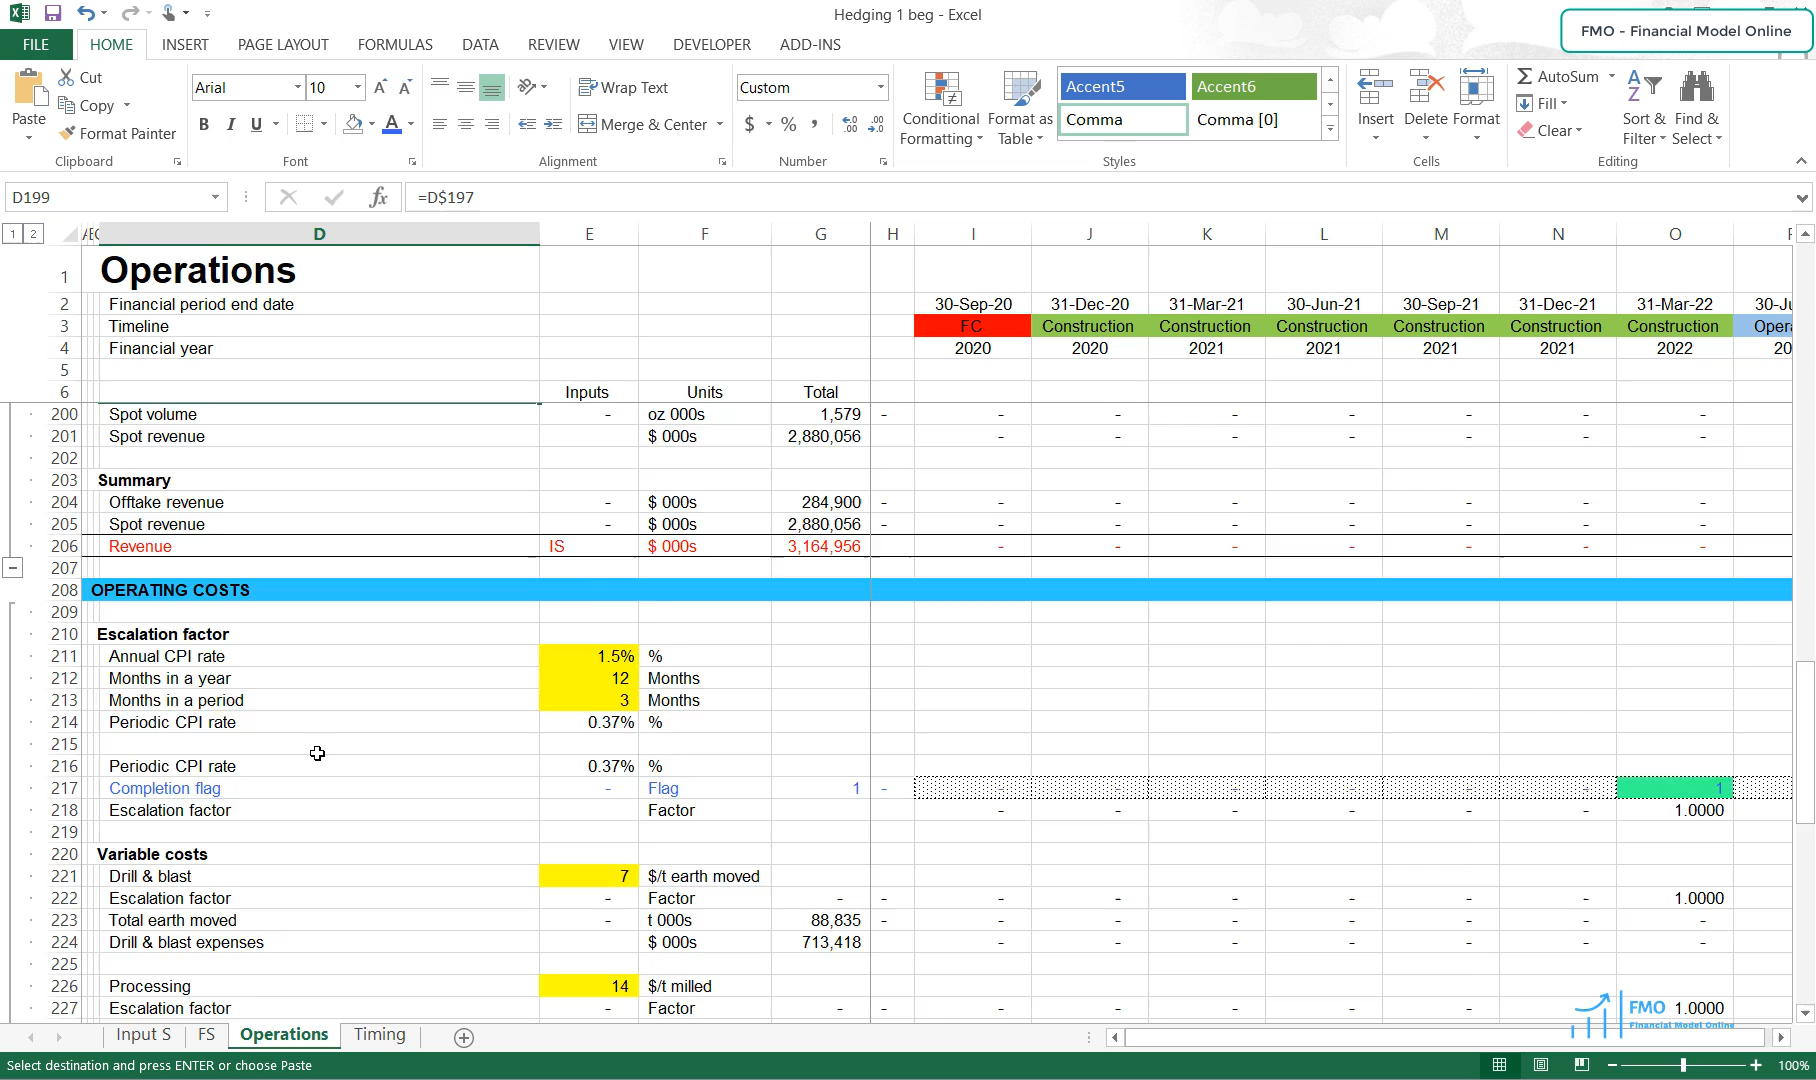 Hedging 1 beg - Excel
FMO - Financial Model Online
FILE HOME INSERT PAGE LAYOUT FORMULAS DATA REVIEW VIEW DEVELOPER ADD-INS
Paste Cut Copy Format Painter Clipboard
Arial 10 B I U Font
Wrap Text Merge & Center Alignment
Custom $ % , Number
Conditional Formatting Format as Table Accent5 Accent6 Comma Comma [0] Styles
Insert Delete Format Cells
AutoSum Fill Clear Sort & Filter Find & Select Editing
D199 fx =D$197
1 2 D E F G H I J K L M N O
1 Operations
2 Financial period end date 30-Sep-20 31-Dec-20 31-Mar-21 30-Jun-21 30-Sep-21 31-Dec-21 31-Mar-22
3 Timeline FC Construction Construction Construction Construction Construction Construction
4 Financial year 2020 2020 2021 2021 2021 2021 2022 20
5
6 Inputs Units Total
200 Spot volume - oz 000s 1,579 - - - - - - - -
201 Spot revenue $ 000s 2,880,056 - - - - - - -
202
203 Summary
204 Offtake revenue - $ 000s 284,900 - - - - - - - -
205 Spot revenue - $ 000s 2,880,056 - - - - - - - -
206 Revenue IS $ 000s 3,164,956 - - - - - - -
207
208 OPERATING COSTS
209
210 Escalation factor
211 Annual CPI rate 1.5% %
212 Months in a year 12 Months
213 Months in a period 3 Months
214 Periodic CPI rate 0.37% %
215
216 Periodic CPI rate 0.37% %
217 Completion flag - Flag 1 - - - - - - - 1
218 Escalation factor Factor - - - - - - 1.0000
219
220 Variable costs
221 Drill & blast 7 $/t earth moved
222 Escalation factor - Factor - - - - - - - - 1.0000
223 Total earth moved - t 000s 88,835 - - - - - - - -
224 Drill & blast expenses $ 000s 713,418 - - - - - - -
225
226 Processing 14 $/t milled
227 Escalation factor - Factor - - - - - - - - 1.0000
FMO
Financial Model Online
Input S FS Operations Timing
Select destination and press ENTER or choose Paste 100%